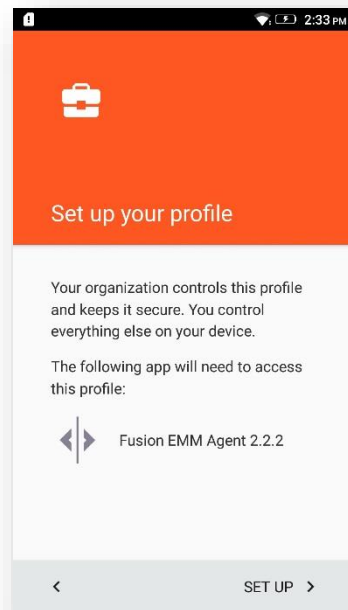 2:33 PM
Set up your profile
Your organization controls this profile
and keeps it secure. You control
everything else on your device.
The following app will need to access
this profile:
Fusion EMM Agent 2.2.2
SET UP